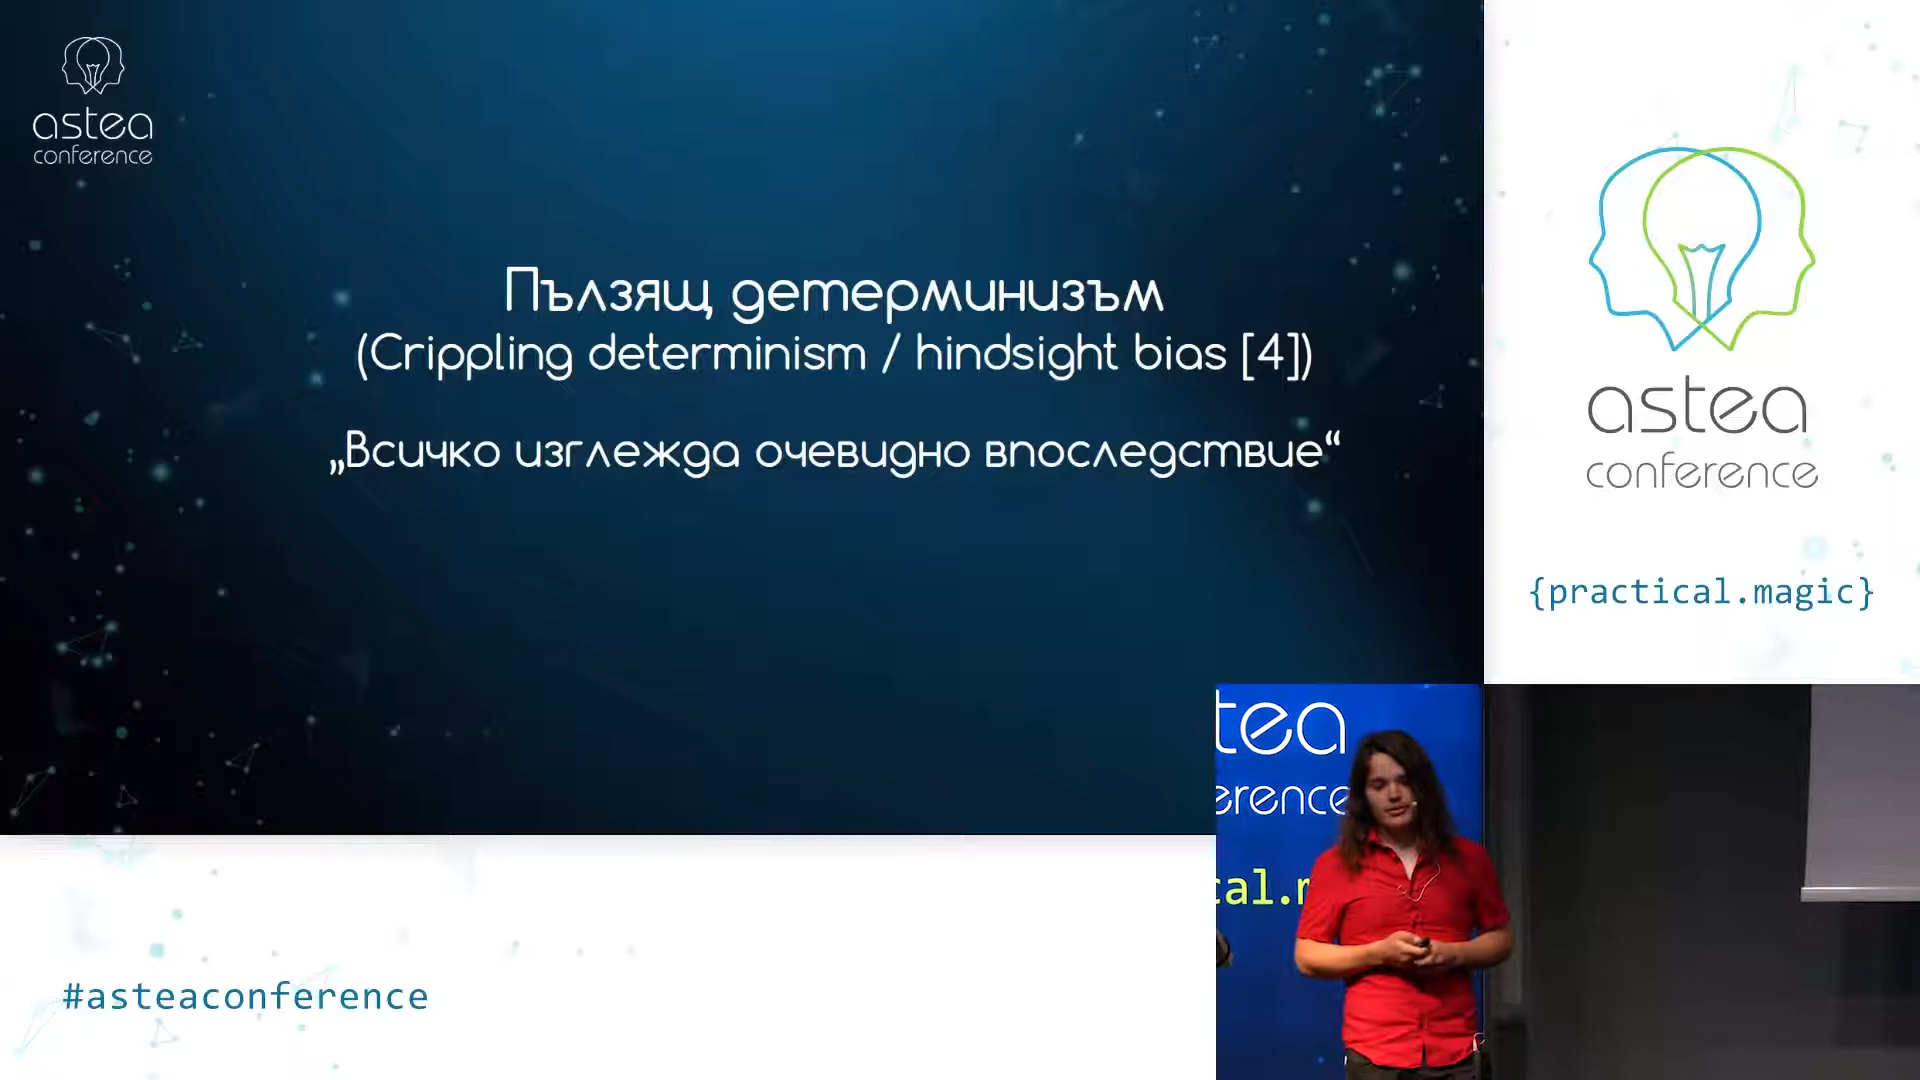 astea
conference
Пълзящ детерминизъм
(Crippling determinism / hindsight bias [4])
„Всичко изглежда очевидно впоследствие“
astea
conference
{practical.magic}
tea
erence
cal.m
#asteaconference